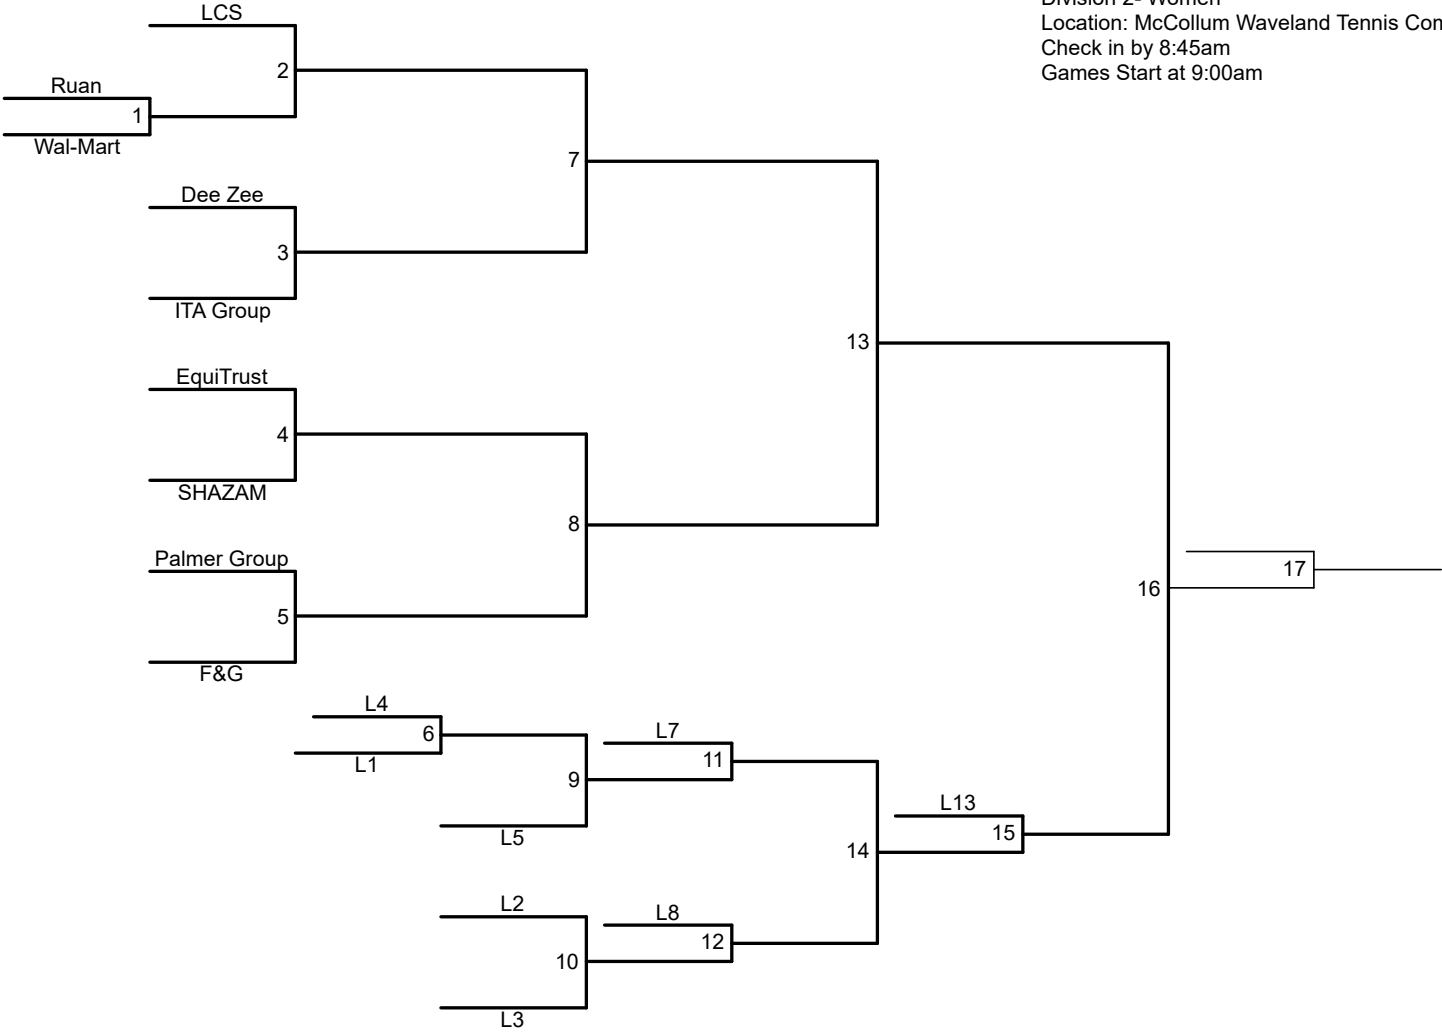 Division 2- Women
Location: McCollum Waveland Tennis
Check in by 8:45am
Games Start at 9:00am
LCS
2
Ruan
1
Wal-Mart
7
Dee Zee
3
ITA Group
13
EquiTrust
4
SHAZAM
8
Palmer Group
5
F&G
16
17
L4
6
L1
L7
11
9
L5
L13
15
14
L2
L8
12
10
L3